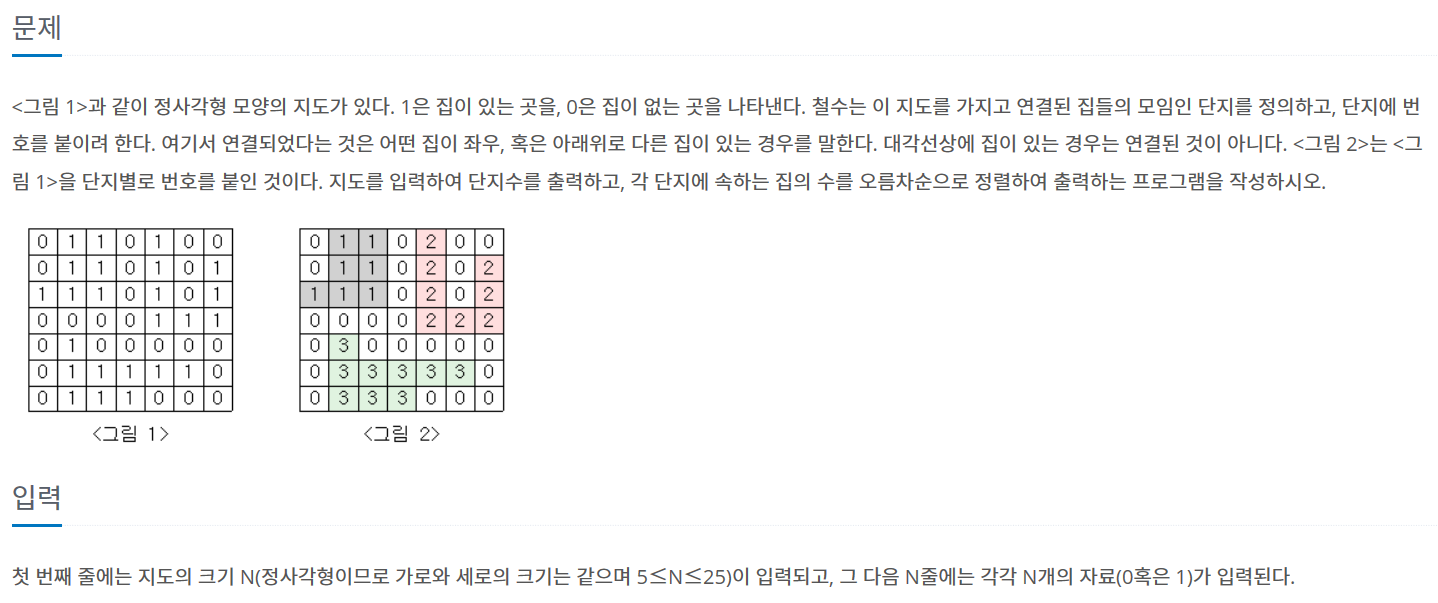 문제
<그림 1>과 같이 정사각형 모양의 지도가 있다. 1은 집이 있는 곳을, 0은 집이 없는 곳을 나타낸다. 철수는 이 지도를 가지고 연결된 집들의 모임인 단지를 정의하고, 단지에 번
호를 붙이려 한다. 여기서 연결되었다는 것은 어떤 집이 좌우, 혹은 아래위로 다른 집이 있는 경우를 말한다. 대각선상에 집이 있는 경우는 연결된 것이 아니다. <그림 2>는 <그
림 1>을 단지별로 번호를 붙인 것이다. 지도를 입력하여 단지수를 출력하고, 각 단지에 속하는 집의 수를 오름차순으로 정렬하여 출력하는 프로그램을 작성하시오.
0 1 1 0 1 0 0
0 1 1 0 1 0 1
1 1 1 0 1 0 1
0 0 0 0 1 1 1
0 1 0 0 0 0 0
0 1 1 1 1 1 0
0 1 1 1 0 0 0
<그림 1>
0 1 1 0 2 0 0
0 1 1 0 2 0 2
1 1 1 0 2 0 2
0 0 0 0 2 2 2
0 3 0 0 0 0 0
0 3 3 3 3 3 0
0 3 3 3 0 0 0
<그림 2>
입력
첫 번째 줄에는 지도의 크기 N(정사각형이므로 가로와 세로의 크기는 같으며 5≤N≤25)이 입력되고, 그 다음 N줄에는 각각 N개의 자료(0혹은 1)가 입력된다.